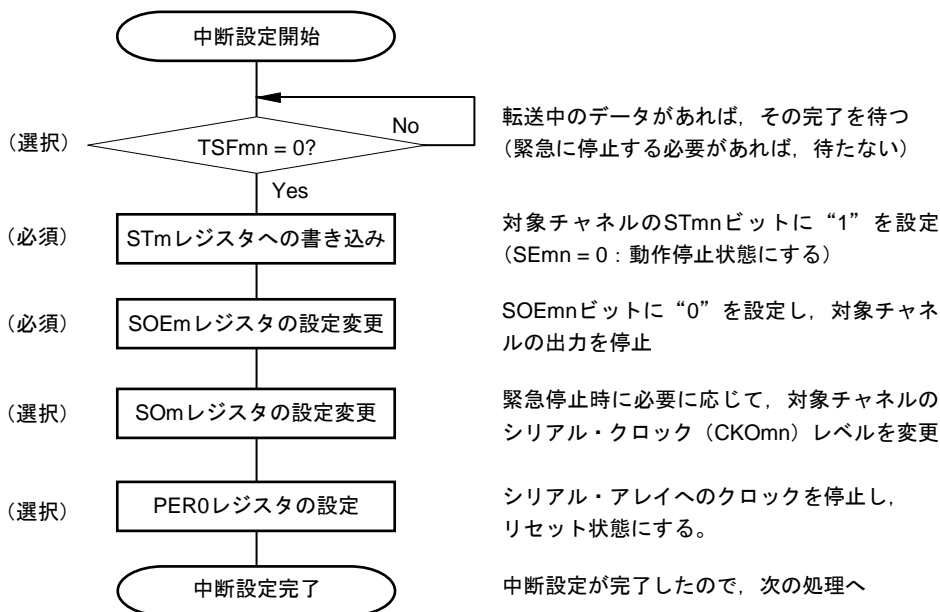 中断設定開始
(選択)
TSFmn = 0?
No
転送中のデータがあれば，その完了を待つ
（緊急に停止する必要があれば，待たない）
Yes
(必須)
STmレジスタへの書き込み
対象チャネルのSTmnビットに“1”を設定
（SEmn = 0：動作停止状態にする）
(必須)
SOEmレジスタの設定変更
SOEmnビットに“0”を設定し，対象チャネ
ルの出力を停止
(選択)
SOmレジスタの設定変更
緊急停止時に必要に応じて，対象チャネルの
シリアル・クロック（CKOmn）レベルを変更
(選択)
PER0レジスタの設定
シリアル・アレイへのクロックを停止し，
リセット状態にする。
中断設定完了
中断設定が完了したので，次の処理へ